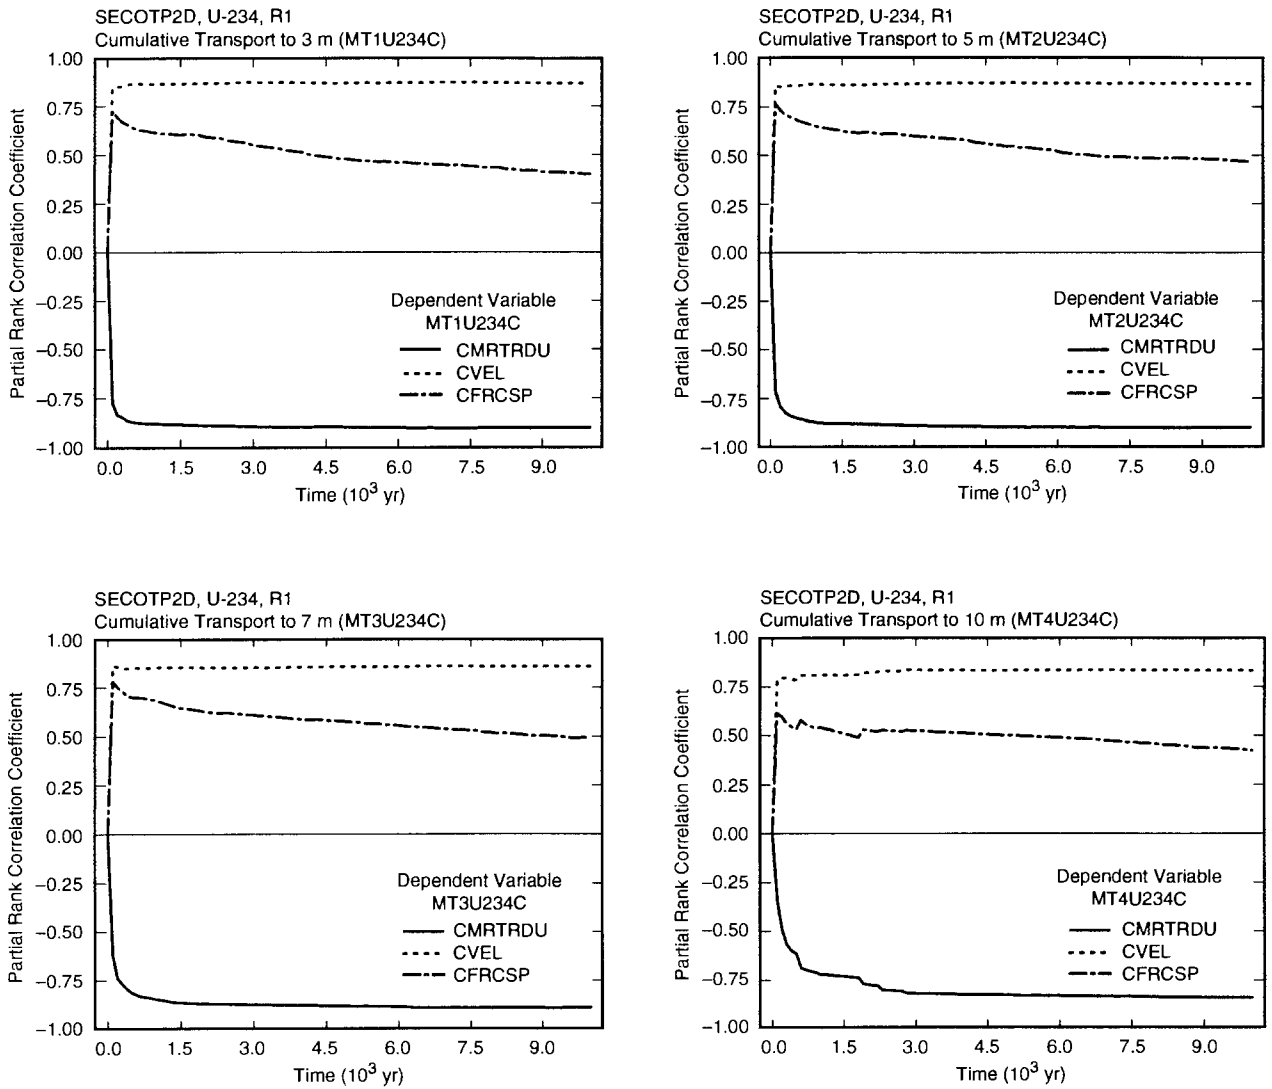 SECOTP2D, U-234, R1
Cumulative Transport to 3 m (MT1U234C)
1.00
0.75
0.50
0.25
0.00
−0.25
−0.50
−0.75
−1.00
Partial Rank Correlation Coefficient
Dependent Variable
MT1U234C
CMRTRDU
CVEL
CFRCSP
0.0 1.5 3.0 4.5 6.0 7.5 9.0
Time (10³ yr)
SECOTP2D, U-234, R1
Cumulative Transport to 5 m (MT2U234C)
1.00
0.75
0.50
0.25
0.00
−0.25
−0.50
−0.75
−1.00
Partial Rank Correlation Coefficient
Dependent Variable
MT2U234C
CMRTRDU
CVEL
CFRCSP
0.0 1.5 3.0 4.5 6.0 7.5 9.0
Time (10³ yr)
SECOTP2D, U-234, R1
Cumulative Transport to 7 m (MT3U234C)
1.00
0.75
0.50
0.25
0.00
−0.25
−0.50
−0.75
−1.00
Partial Rank Correlation Coefficient
Dependent Variable
MT3U234C
CMRTRDU
CVEL
CFRCSP
0.0 1.5 3.0 4.5 6.0 7.5 9.0
Time (10³ yr)
SECOTP2D, U-234, R1
Cumulative Transport to 10 m (MT4U234C)
1.00
0.75
0.50
0.25
0.00
−0.25
−0.50
−0.75
−1.00
Partial Rank Correlation Coefficient
Dependent Variable
MT4U234C
CMRTRDU
CVEL
CFRCSP
0.0 1.5 3.0 4.5 6.0 7.5 9.0
Time (10³ yr)